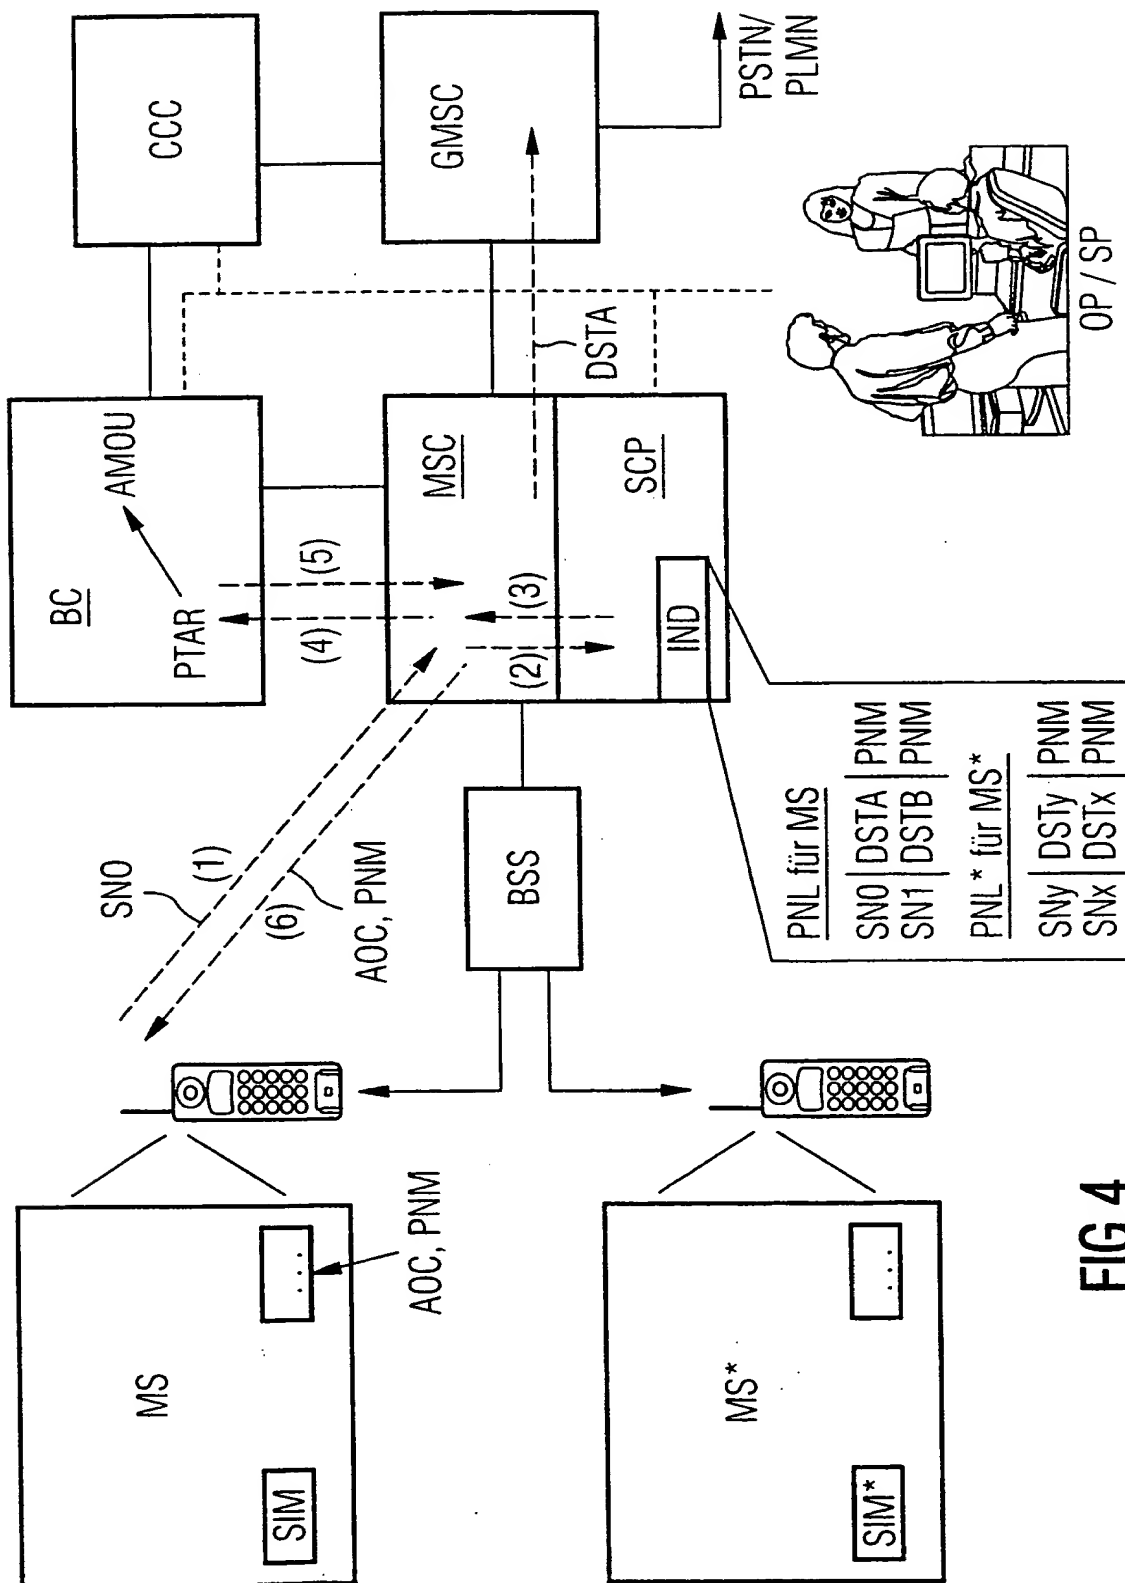 MS
SIM
AOC, PNM
MS*
SIM*
SN0
(1)
(6)
AOC, PNM
BSS
BC
PTAR
AMOU
(4)
(5)
MSC
(2)
(3)
SCP
IND
DSTA
CCC
GMSC
PSTN/
PLMN
OP / SP
PNL für MS
SN0 | DSTA | PNM
SN1 | DSTB | PNM
PNL* für MS*
SNy | DSTy | PNM
SNx | DSTx | PNM
FIG 4